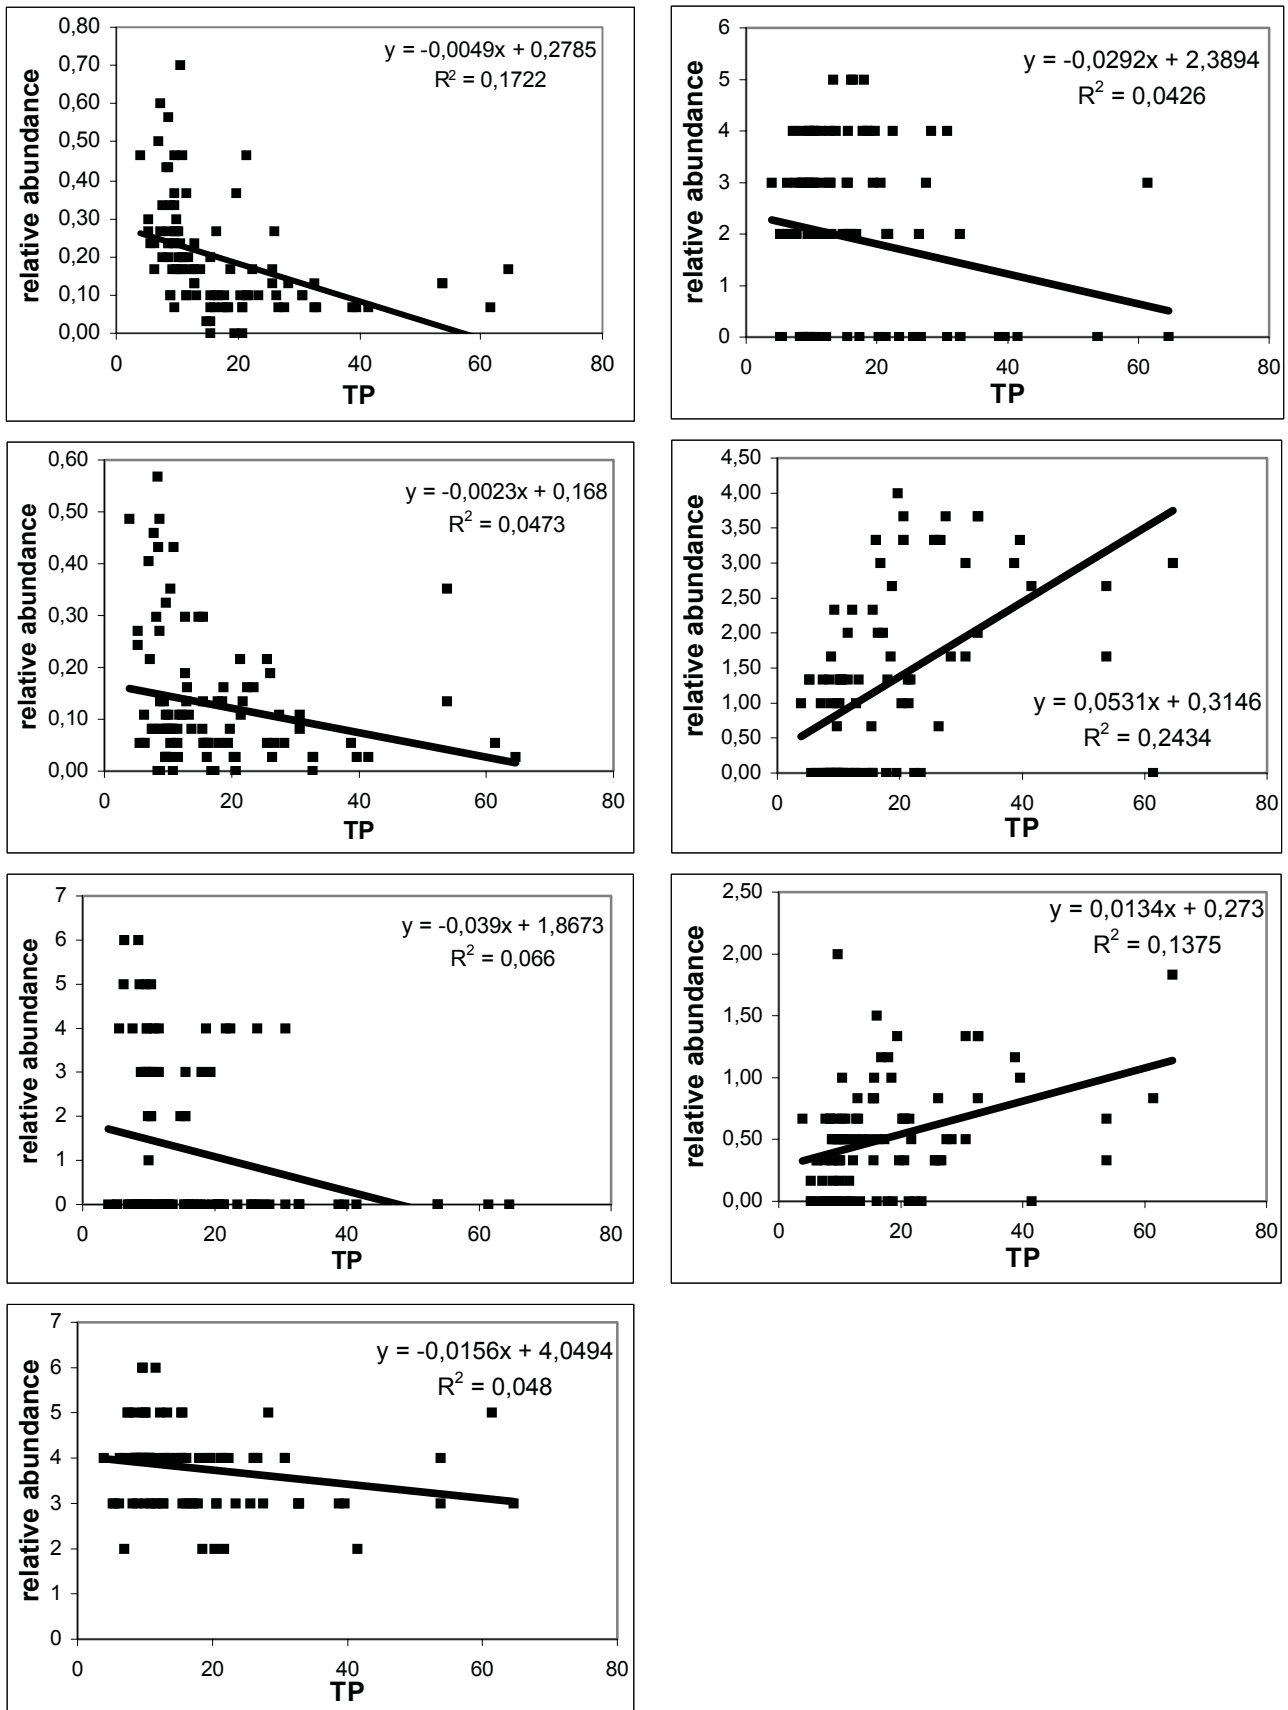 0,80
0,70
0,60
0,50
0,40
0,30
0,20
0,10
0,00
relative abundance
y = -0,0049x + 0,2785
R² = 0,1722
0 20 40 60 80
TP
6
5
4
3
2
1
0
relative abundance
y = -0,0292x + 2,3894
R² = 0,0426
0 20 40 60 80
TP
0,60
0,50
0,40
0,30
0,20
0,10
0,00
relative abundance
y = -0,0023x + 0,168
R² = 0,0473
0 20 40 60 80
TP
4,50
4,00
3,50
3,00
2,50
2,00
1,50
1,00
0,50
0,00
relative abundance
y = 0,0531x + 0,3146
R² = 0,2434
0 20 40 60 80
TP
7
6
5
4
3
2
1
0
relative abundance
y = -0,039x + 1,8673
R² = 0,066
0 20 40 60 80
TP
2,50
2,00
1,50
1,00
0,50
0,00
relative abundance
y = 0,0134x + 0,273
R² = 0,1375
0 20 40 60 80
TP
7
6
5
4
3
2
1
0
relative abundance
y = -0,0156x + 4,0494
R² = 0,048
0 20 40 60 80
TP